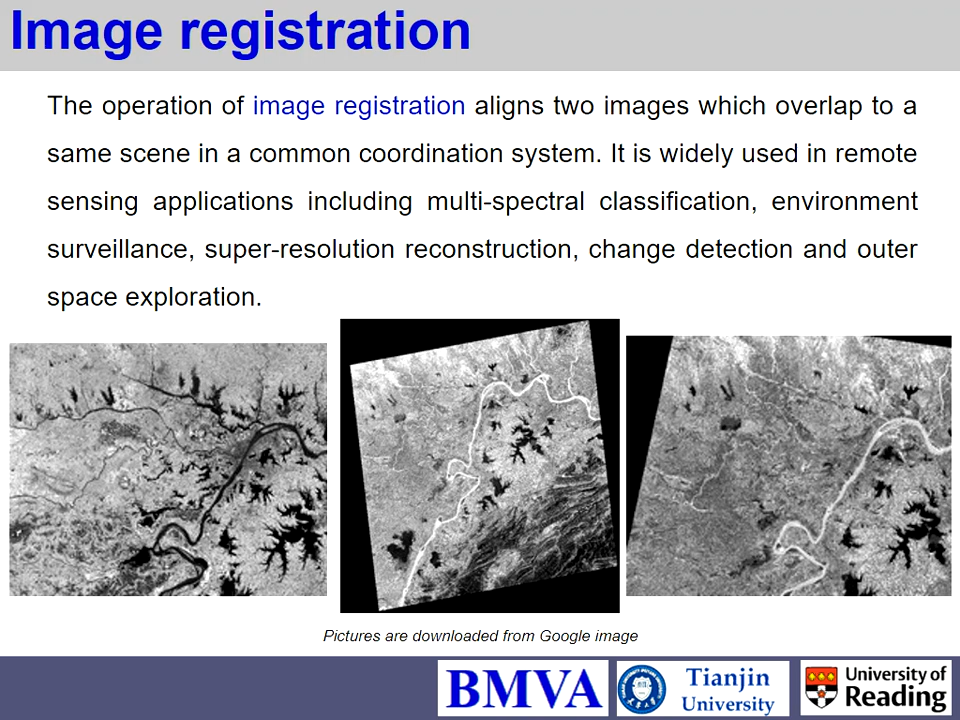 Image registration
The operation of image registration aligns two images which overlap to a
same scene in a common coordination system. It is widely used in remote
sensing applications including multi-spectral classification, environment
surveillance, super-resolution reconstruction, change detection and outer
space exploration.
Pictures are downloaded from Google image
BMVA
Tianjin
University
University of
Reading